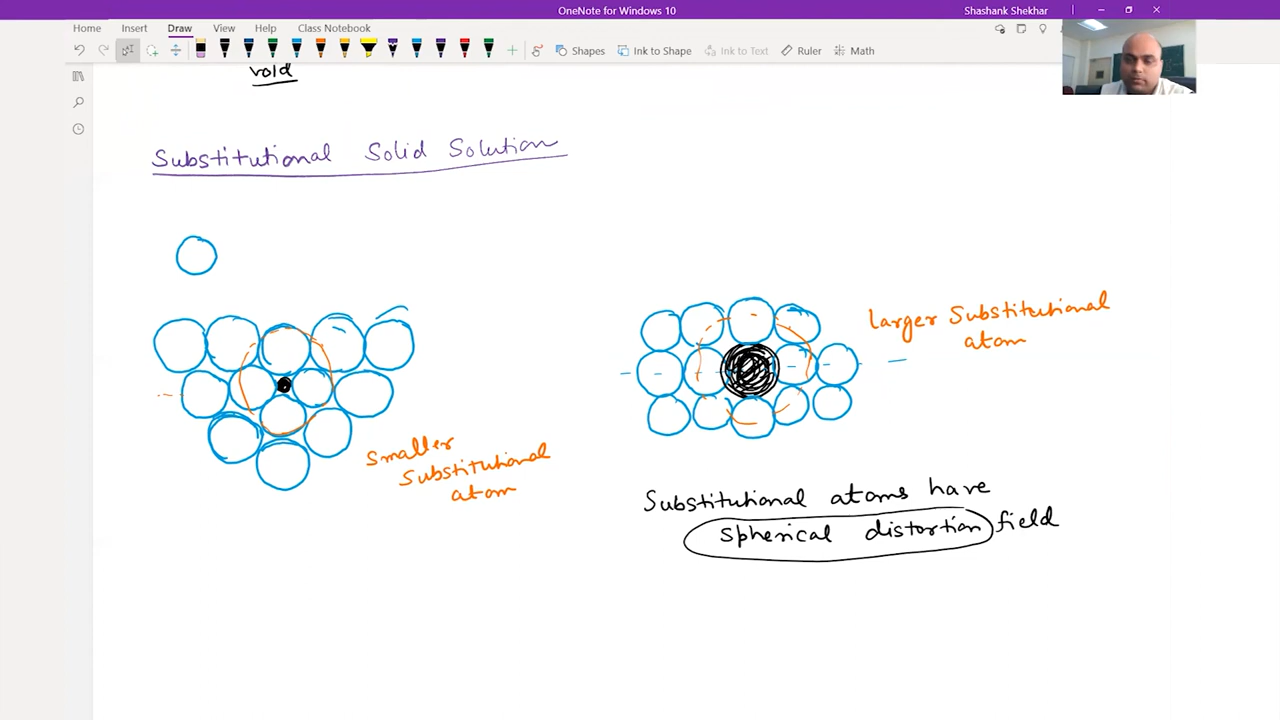 OneNote for Windows 10
Shashank Shekhar
Home Insert Draw View Help Class Notebook
Shapes Ink to Shape Ink to Text Ruler Math
void
Substitutional Solid Solution
larger Substitutional
atom
Smaller
Substitutional
atom
Substitutional atoms have
spherical distortion field